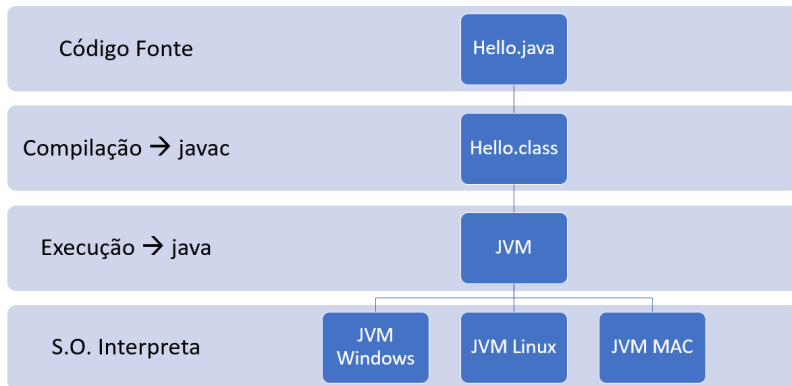 Código Fonte
Hello.java
Compilação → javac
Hello.class
Execução → java
JVM
S.O. Interpreta
JVM
Windows
JVM Linux
JVM MAC